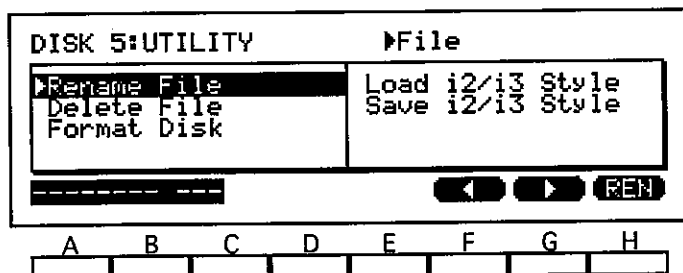 DISK 5:UTILITY ▶File
▶Rename File
Delete File
Format Disk
Load i2/i3 Style
Save i2/i3 Style
-------- ---
◀ ▶ REN
A B C D E F G H